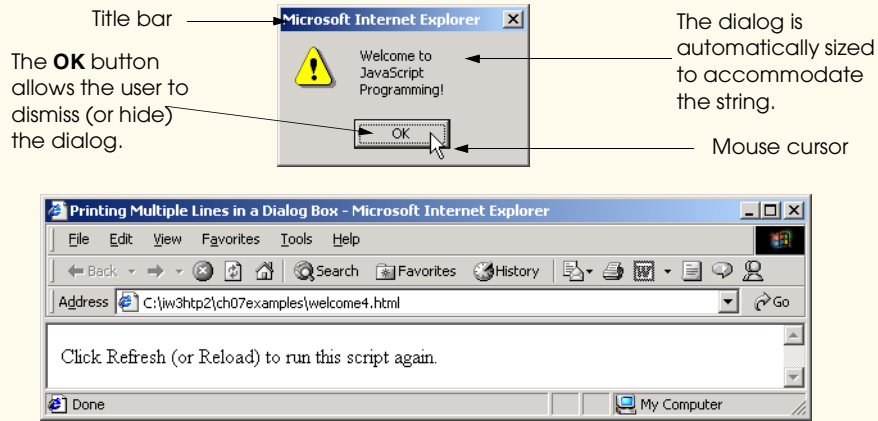 Title bar
Microsoft Internet Explorer
The dialog is
automatically sized
to accommodate
the string.
The OK button
allows the user to
dismiss (or hide)
the dialog.
Welcome to
JavaScript
Programming!
OK
Mouse cursor
Printing Multiple Lines in a Dialog Box - Microsoft Internet Explorer
File Edit View Favorites Tools Help
Back Search Favorites History
Address C:\iw3htp2\ch07examples\welcome4.html Go
Click Refresh (or Reload) to run this script again.
Done My Computer